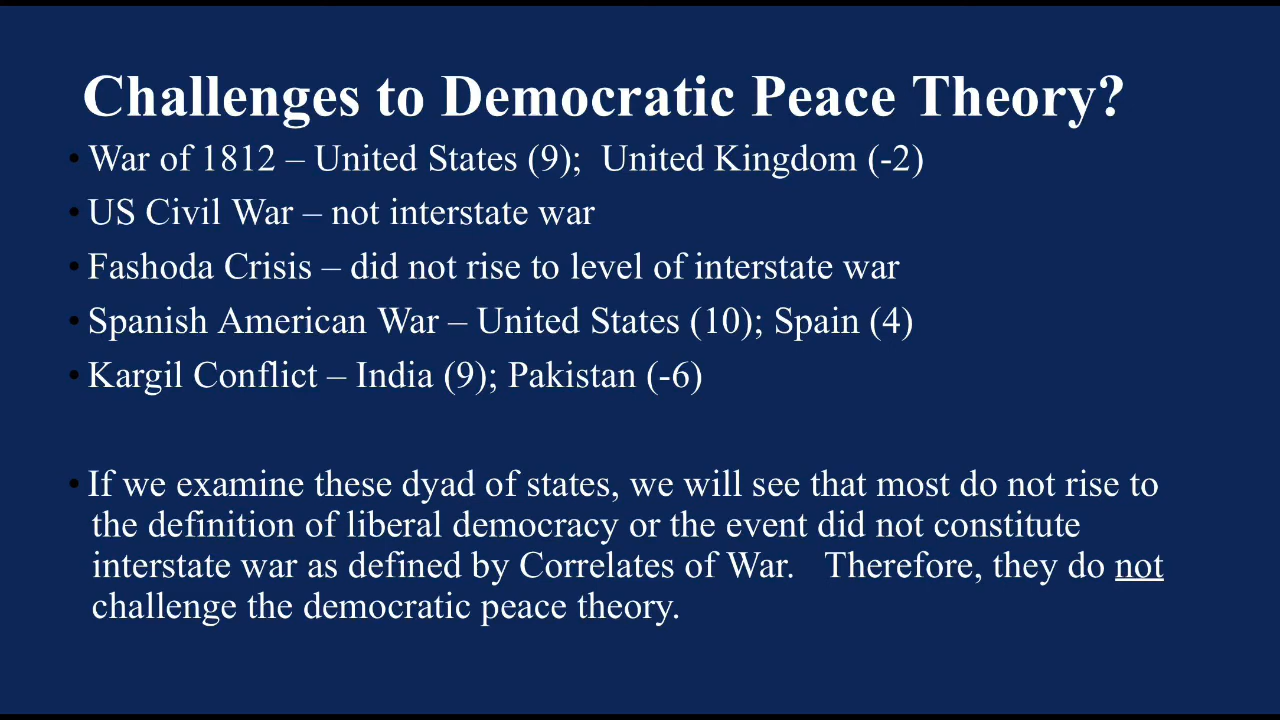 Challenges to Democratic Peace Theory?
• War of 1812 – United States (9);  United Kingdom (-2)
• US Civil War – not interstate war
• Fashoda Crisis – did not rise to level of interstate war
• Spanish American War – United States (10); Spain (4)
• Kargil Conflict – India (9); Pakistan (-6)
• If we examine these dyad of states, we will see that most do not rise to
the definition of liberal democracy or the event did not constitute
interstate war as defined by Correlates of War.   Therefore, they do not
challenge the democratic peace theory.